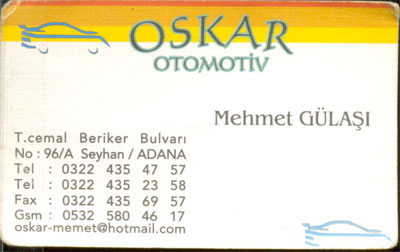 OSKAR
OTOMOTİV
Mehmet GÜLAŞI
T.cemal Beriker Bulvarı
No : 96/A Seyhan / ADANA
Tel : 0322 435 47 57
Tel : 0322 435 23 58
Fax : 0322 435 69 57
Gsm : 0532 580 46 17
oskar-memet@hotmail.com